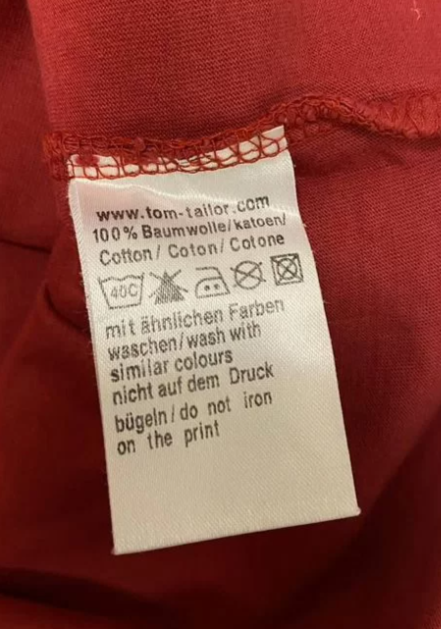 www.tom-tailor.com
100% Baumwolle/katoen/
Cotton/ Coton/ Cotone
40C
mit ähnlichen Farben
waschen/wash with
similar colours
nicht auf dem Druck
bügeln/do not iron
on the print